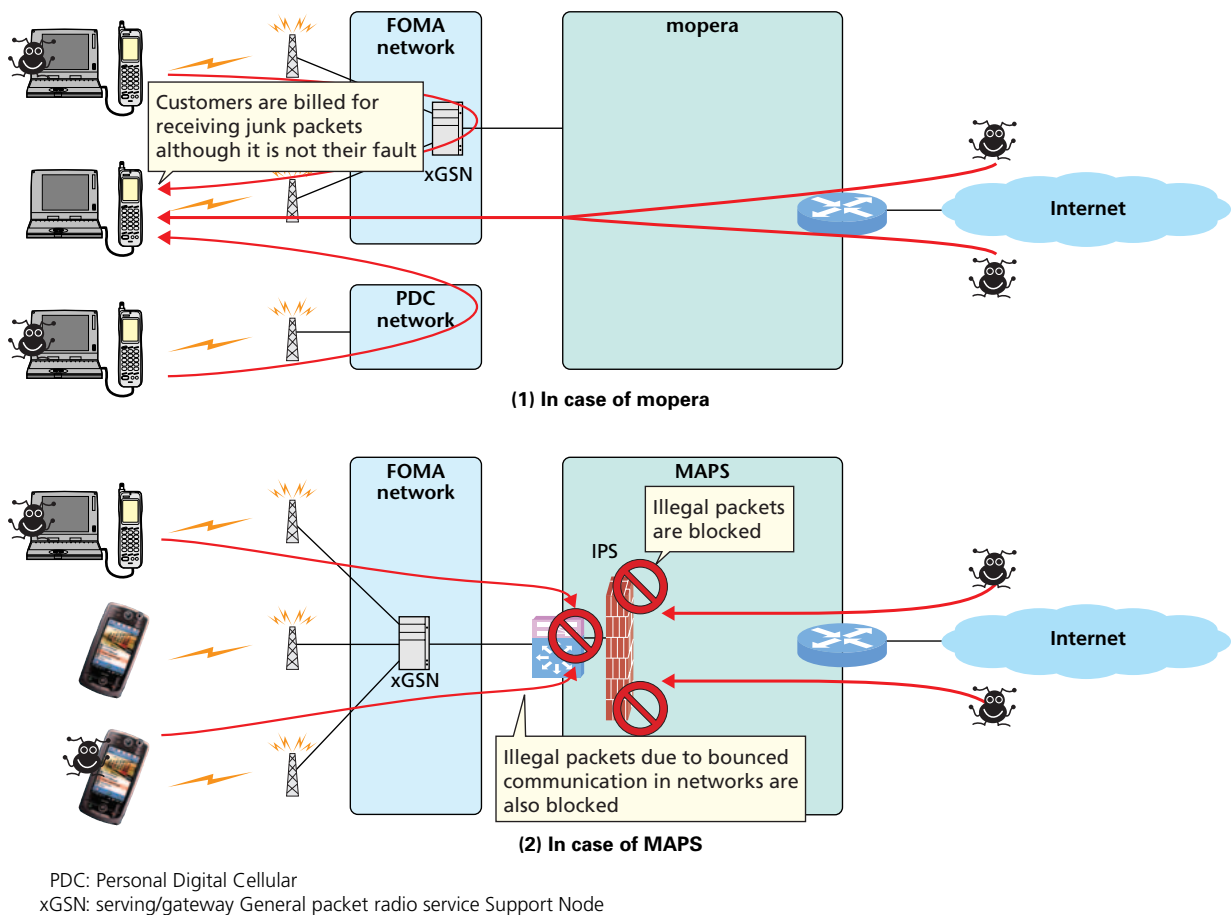 FOMA
network
mopera
Customers are billed for
receiving junk packets
although it is not their fault
xGSN
Internet
PDC
network
(1) In case of mopera
FOMA
network
MAPS
Illegal packets
are blocked
IPS
Internet
xGSN
Illegal packets due to bounced
communication in networks are
also blocked
(2) In case of MAPS
PDC: Personal Digital Cellular
xGSN: serving/gateway General packet radio service Support Node